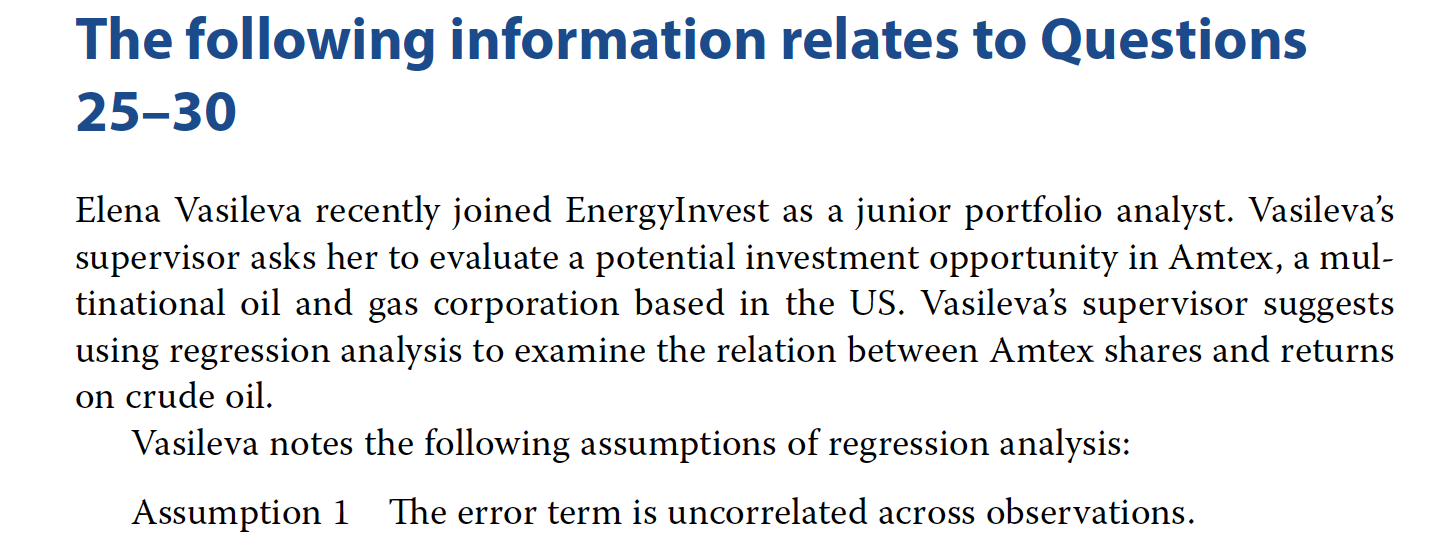 The following information relates to Questions
25–30
Elena Vasileva recently joined EnergyInvest as a junior portfolio analyst. Vasileva’s
supervisor asks her to evaluate a potential investment opportunity in Amtex, a mul-
tinational oil and gas corporation based in the US. Vasileva’s supervisor suggests
using regression analysis to examine the relation between Amtex shares and returns
on crude oil.
Vasileva notes the following assumptions of regression analysis:
Assumption 1 The error term is uncorrelated across observations.